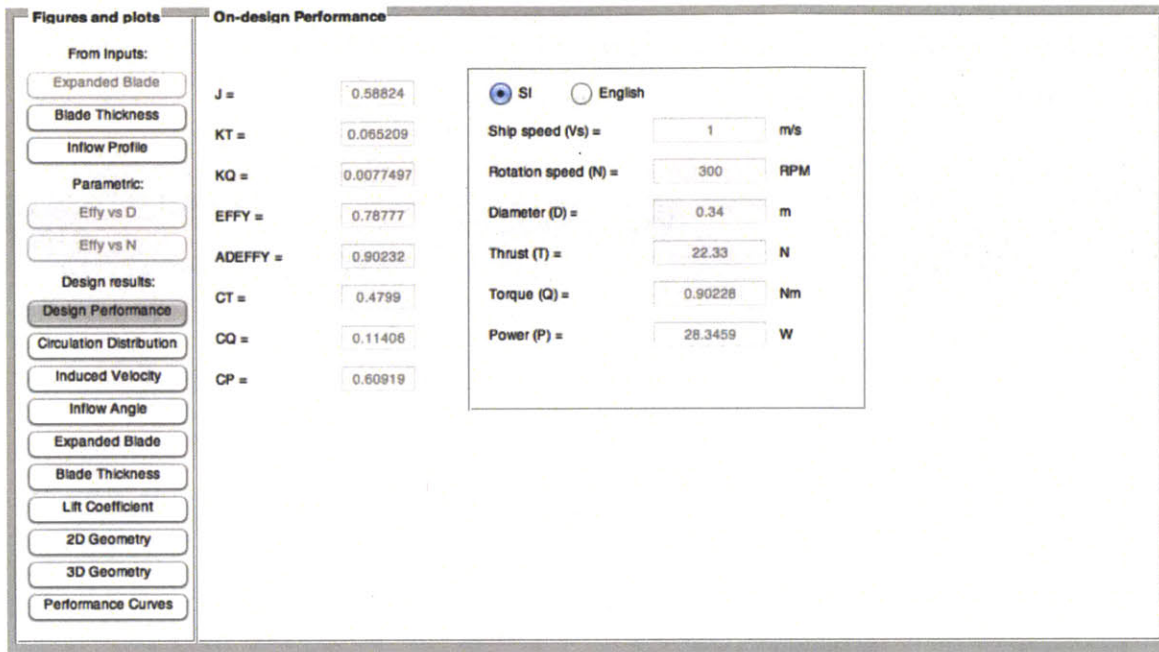 Figures and plots
From Inputs:
Expanded Blade
Blade Thickness
Inflow Profile
Parametric:
Effy vs D
Effy vs N
Design results:
Design Performance
Circulation Distribution
Induced Velocity
Inflow Angle
Expanded Blade
Blade Thickness
Lift Coefficient
2D Geometry
3D Geometry
Performance Curves
On-design Performance
J = 0.58824
KT = 0.065209
KQ = 0.0077497
EFFY = 0.78777
ADEFFY = 0.90232
CT = 0.4799
CQ = 0.11406
CP = 0.60919
SI English
Ship speed (Vs) = 1 m/s
Rotation speed (N) = 300 RPM
Diameter (D) = 0.34 m
Thrust (T) = 22.33 N
Torque (Q) = 0.90228 Nm
Power (P) = 28.3459 W